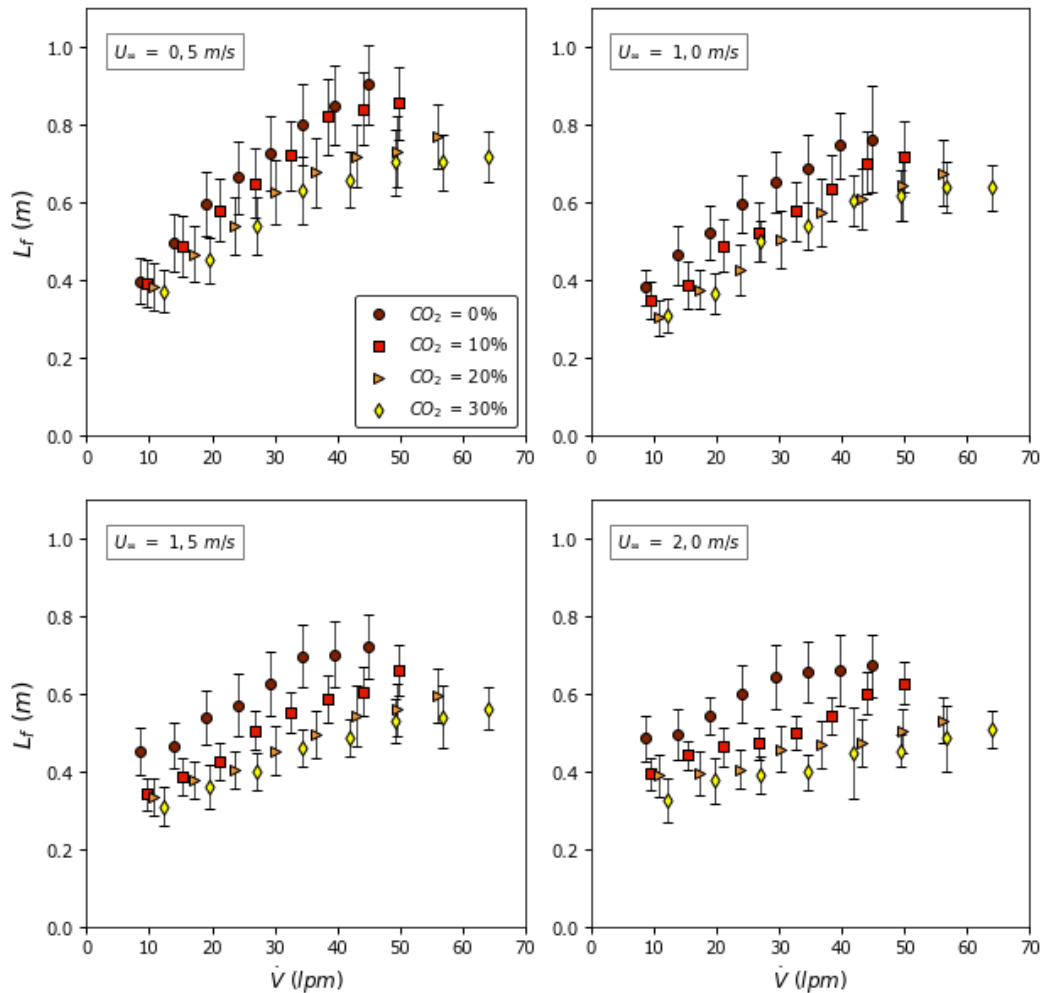 U∞ = 0,5 m/s
1.0
0.8
0.6
0.4
0.2
0.0
L_f (m)
CO₂ = 0%
CO₂ = 10%
CO₂ = 20%
CO₂ = 30%
0 10 20 30 40 50 60 70
U∞ = 1,0 m/s
1.0
0.8
0.6
0.4
0.2
0.0
0 10 20 30 40 50 60 70
U∞ = 1,5 m/s
1.0
0.8
0.6
0.4
0.2
0.0
L_f (m)
0 10 20 30 40 50 60 70
V̇ (lpm)
U∞ = 2,0 m/s
1.0
0.8
0.6
0.4
0.2
0.0
0 10 20 30 40 50 60 70
V̇ (lpm)